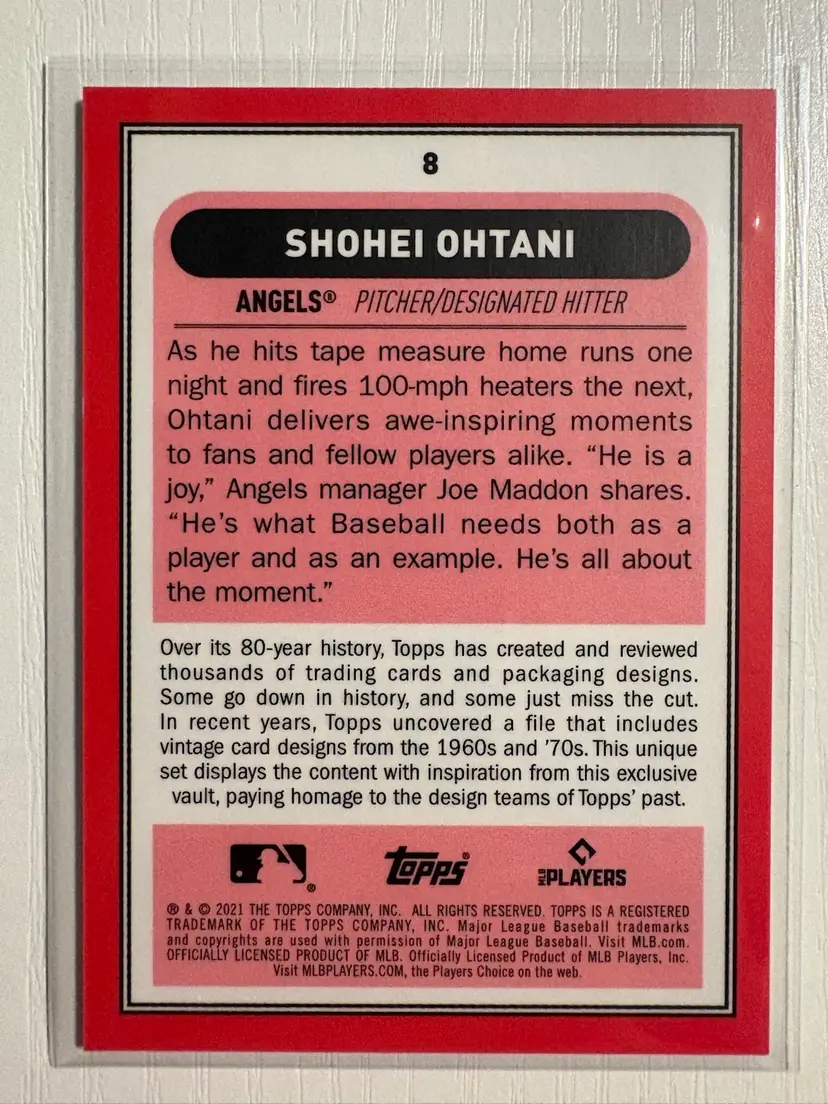 8
SHOHEI OHTANI
ANGELS® PITCHER/DESIGNATED HITTER
As he hits tape measure home runs one
night and fires 100-mph heaters the next,
Ohtani delivers awe-inspiring moments
to fans and fellow players alike. “He is a
joy,” Angels manager Joe Maddon shares.
“He’s what Baseball needs both as a
player and as an example. He’s all about
the moment.”
Over its 80-year history, Topps has created and reviewed
thousands of trading cards and packaging designs.
Some go down in history, and some just miss the cut.
In recent years, Topps uncovered a file that includes
vintage card designs from the 1960s and ’70s. This unique
set displays the content with inspiration from this exclusive
vault, paying homage to the design teams of Topps’ past.
® topps® MLB PLAYERS
® & © 2021 THE TOPPS COMPANY, INC. ALL RIGHTS RESERVED. TOPPS IS A REGISTERED
TRADEMARK OF THE TOPPS COMPANY, INC. Major League Baseball trademarks
and copyrights are used with permission of Major League Baseball. Visit MLB.com.
OFFICIALLY LICENSED PRODUCT OF MLB. Officially Licensed Product of MLB Players, Inc.
Visit MLBPLAYERS.COM, the Players Choice on the web.